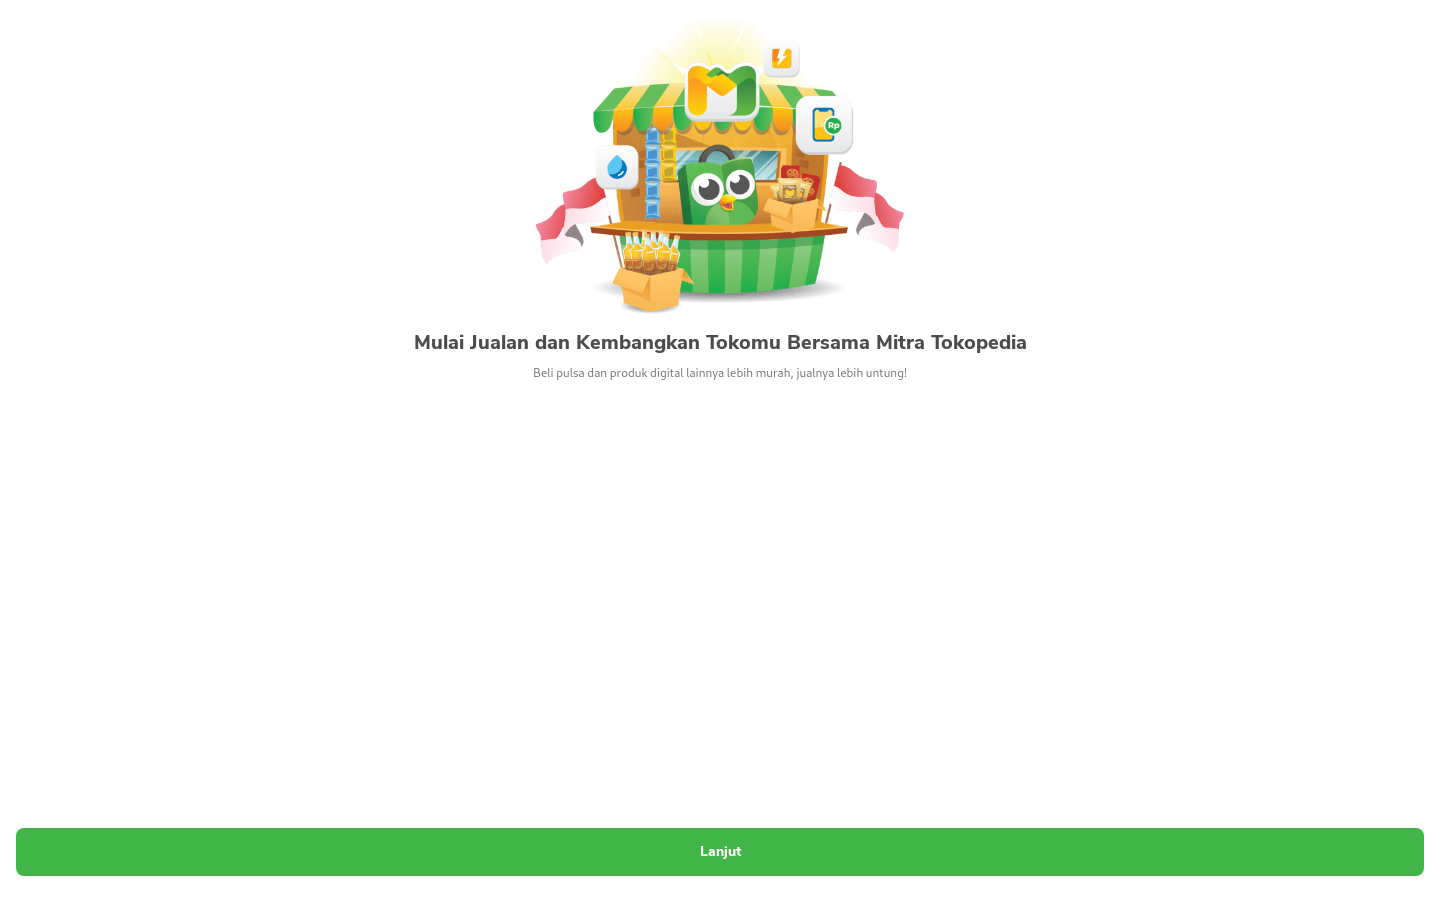 Rp
Mulai Jualan dan Kembangkan Tokomu Bersama Mitra Tokopedia
Beli pulsa dan produk digital lainnya lebih murah, jualnya lebih untung!
Lanjut